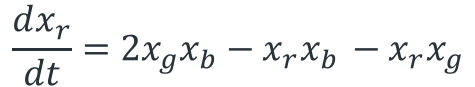 dx_r/dt = 2x_g x_b − x_r x_b − x_r x_g